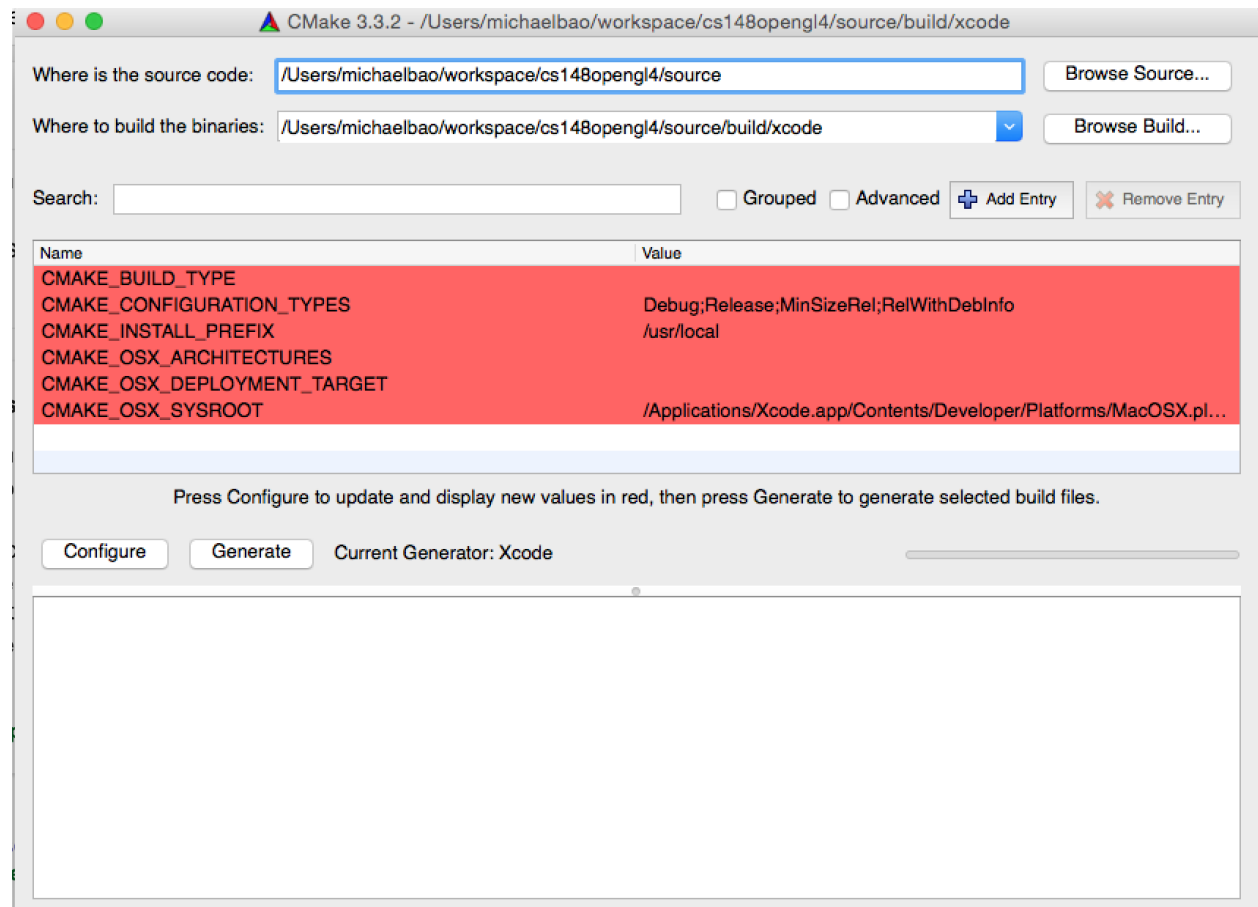 CMake 3.3.2 - /Users/michaelbao/workspace/cs148opengl4/source/build/xcode
Where is the source code: /Users/michaelbao/workspace/cs148opengl4/source Browse Source...
Where to build the binaries: /Users/michaelbao/workspace/cs148opengl4/source/build/xcode Browse Build...
Search: Grouped Advanced Add Entry Remove Entry
Name Value
CMAKE_BUILD_TYPE
CMAKE_CONFIGURATION_TYPES Debug;Release;MinSizeRel;RelWithDebInfo
CMAKE_INSTALL_PREFIX /usr/local
CMAKE_OSX_ARCHITECTURES
CMAKE_OSX_DEPLOYMENT_TARGET
CMAKE_OSX_SYSROOT /Applications/Xcode.app/Contents/Developer/Platforms/MacOSX.pl...
Press Configure to update and display new values in red, then press Generate to generate selected build files.
Configure Generate Current Generator: Xcode